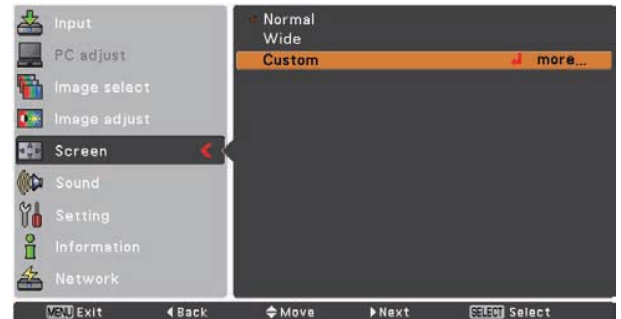 Input
PC adjust
Image select
Image adjust
Screen
Sound
Setting
Information
Network
Normal
Wide
Custom more...
MENU Exit Back Move Next SELECT Select